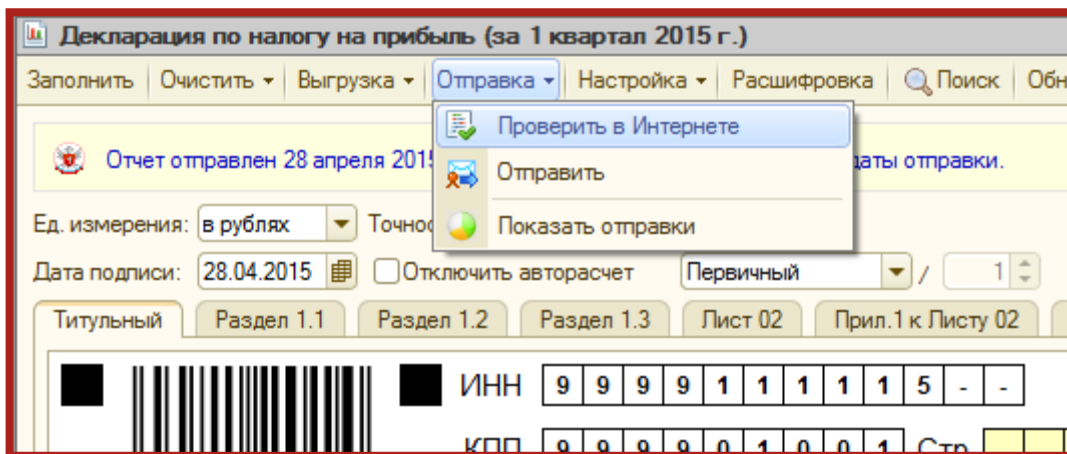 Декларация по налогу на прибыль (за 1 квартал 2015 г.)
Заполнить Очистить Выгрузка Отправка Настройка Расшифровка Поиск
Проверить в Интернете
Отчет отправлен 28 апреля даты отправки.
Отправить
Ед. измерения: в рублях
Показать отправки
Дата подписи: 28.04.2015 Отключить авторасчет Первичный / 1
Титульный Раздел 1.1 Раздел 1.2 Раздел 1.3 Лист 02 Прил.1 к Листу 02
ИНН 9 9 9 9 1 1 1 1 1 5 - -
КПП 9 9 9 9 0 1 0 0 1 Стр